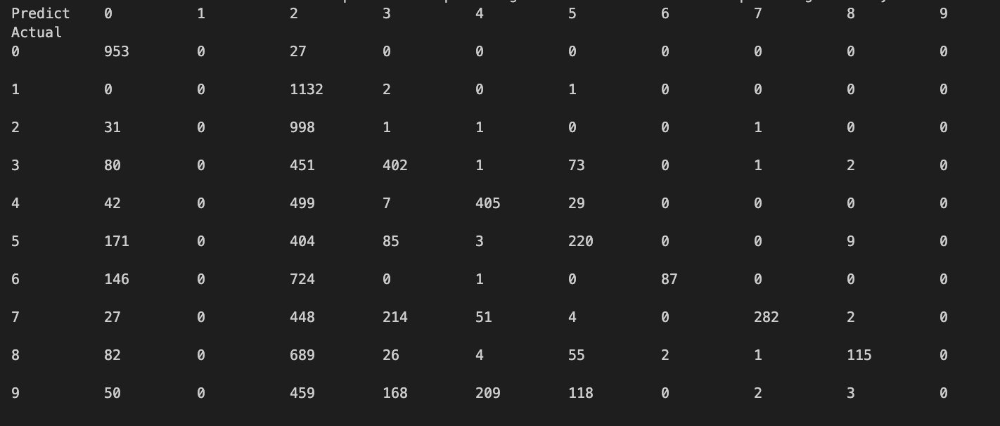 Predict 0 1 2 3 4 5 6 7 8 9
Actual
0 953 0 27 0 0 0 0 0 0 0
1 0 0 1132 2 0 1 0 0 0 0
2 31 0 998 1 1 0 0 1 0 0
3 80 0 451 402 1 73 0 1 2 0
4 42 0 499 7 405 29 0 0 0 0
5 171 0 404 85 3 220 0 0 9 0
6 146 0 724 0 1 0 87 0 0 0
7 27 0 448 214 51 4 0 282 2 0
8 82 0 689 26 4 55 2 1 115 0
9 50 0 459 168 209 118 0 2 3 0